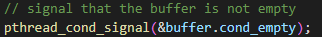 // signal that the buffer is not empty
pthread_cond_signal(&buffer.cond_empty);